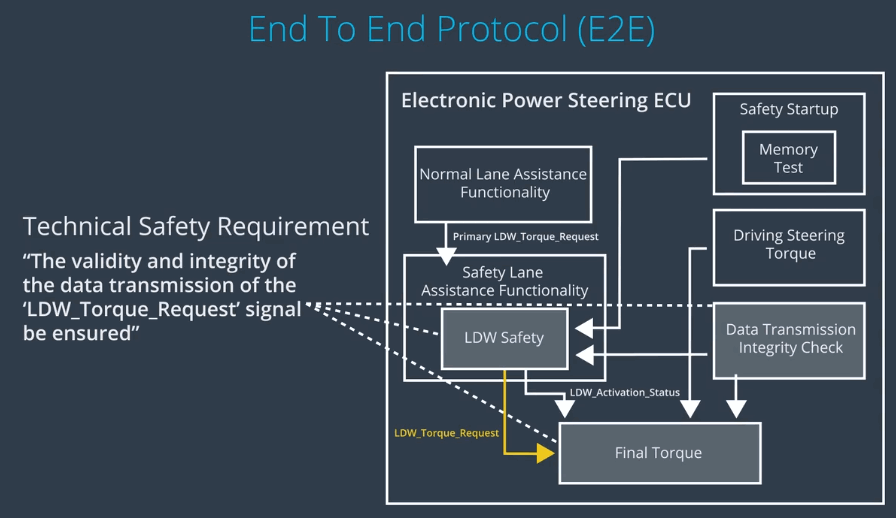 End To End Protocol (E2E)
Electronic Power Steering ECU
Safety Startup
Memory
Test
Normal Lane Assistance
Functionality
Primary LDW_Torque_Request
Driving Steering
Torque
Technical Safety Requirement
“The validity and integrity of
the data transmission of the
‘LDW_Torque_Request’ signal
be ensured”
Safety Lane
Assistance Functionality
LDW Safety
Data Transmission
Integrity Check
LDW_Activation_Status
LDW_Torque_Request
Final Torque